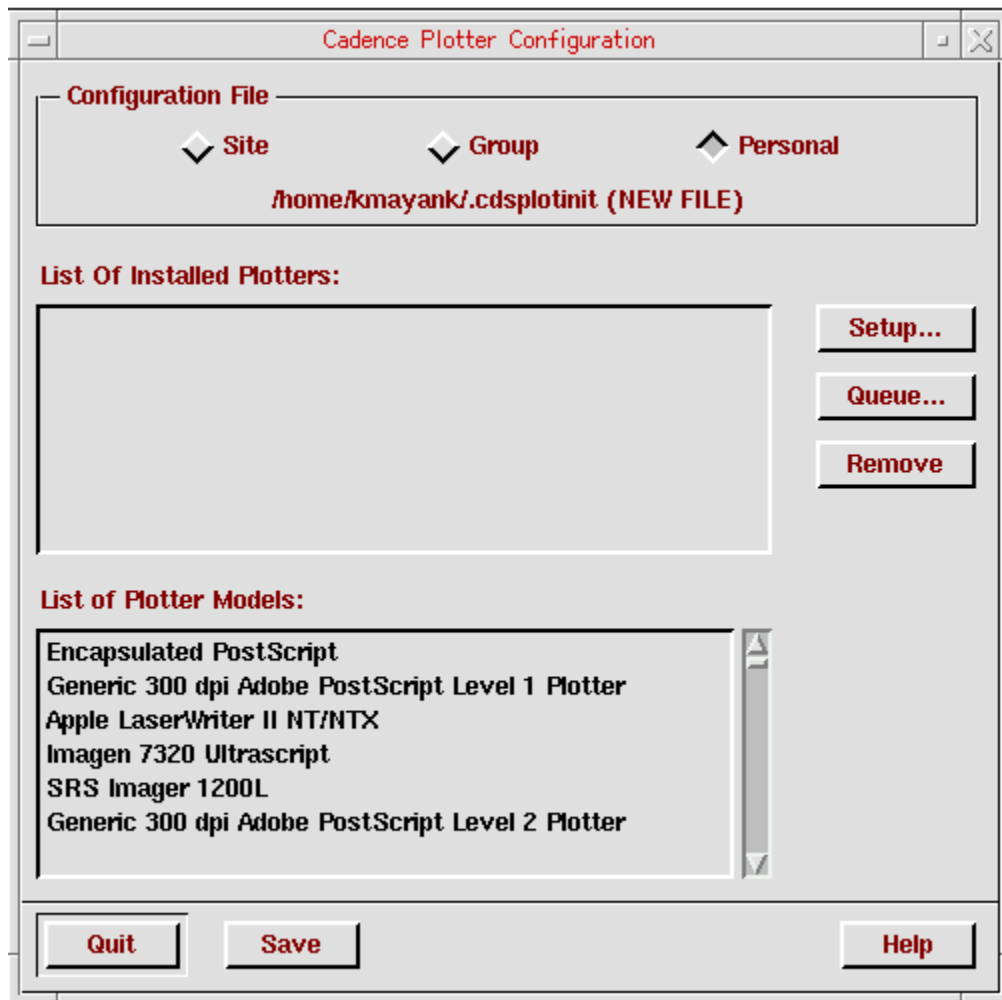 Cadence Plotter Configuration
Configuration File
Site Group Personal
/home/kmayank/.cdsplotinit (NEW FILE)
List Of Installed Plotters:
Setup...
Queue...
Remove
List of Plotter Models:
Encapsulated PostScript
Generic 300 dpi Adobe PostScript Level 1 Plotter
Apple LaserWriter II NT/NTX
Imagen 7320 Ultrascript
SRS Imager 1200L
Generic 300 dpi Adobe PostScript Level 2 Plotter
Quit Save Help